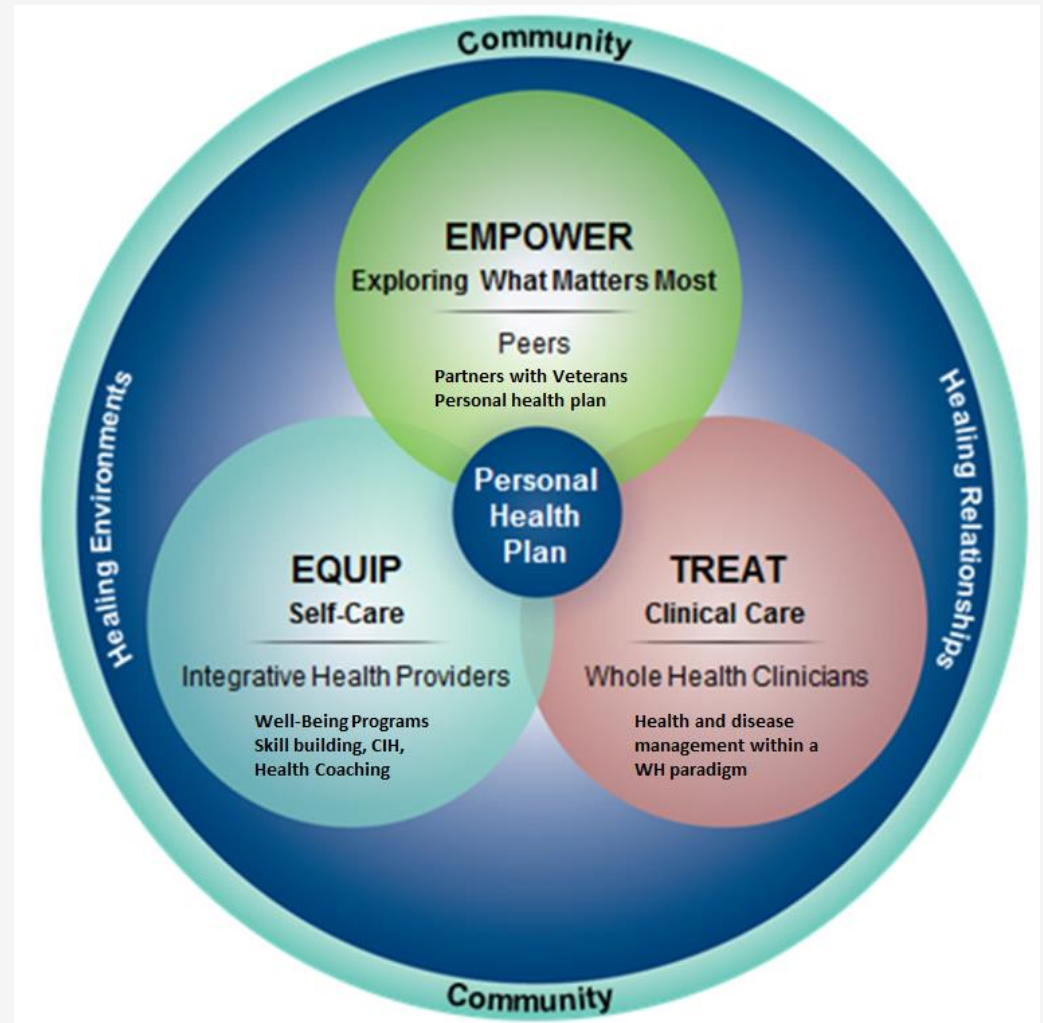 Community
EMPOWER
Exploring What Matters Most
Peers
Partners with Veterans
Personal health plan
Healing Environments
Healing Relationships
Personal
Health
Plan
EQUIP
Self-Care
Integrative Health Providers
Well-Being Programs
Skill building, CIH,
Health Coaching
TREAT
Clinical Care
Whole Health Clinicians
Health and disease
management within a
WH paradigm
Community